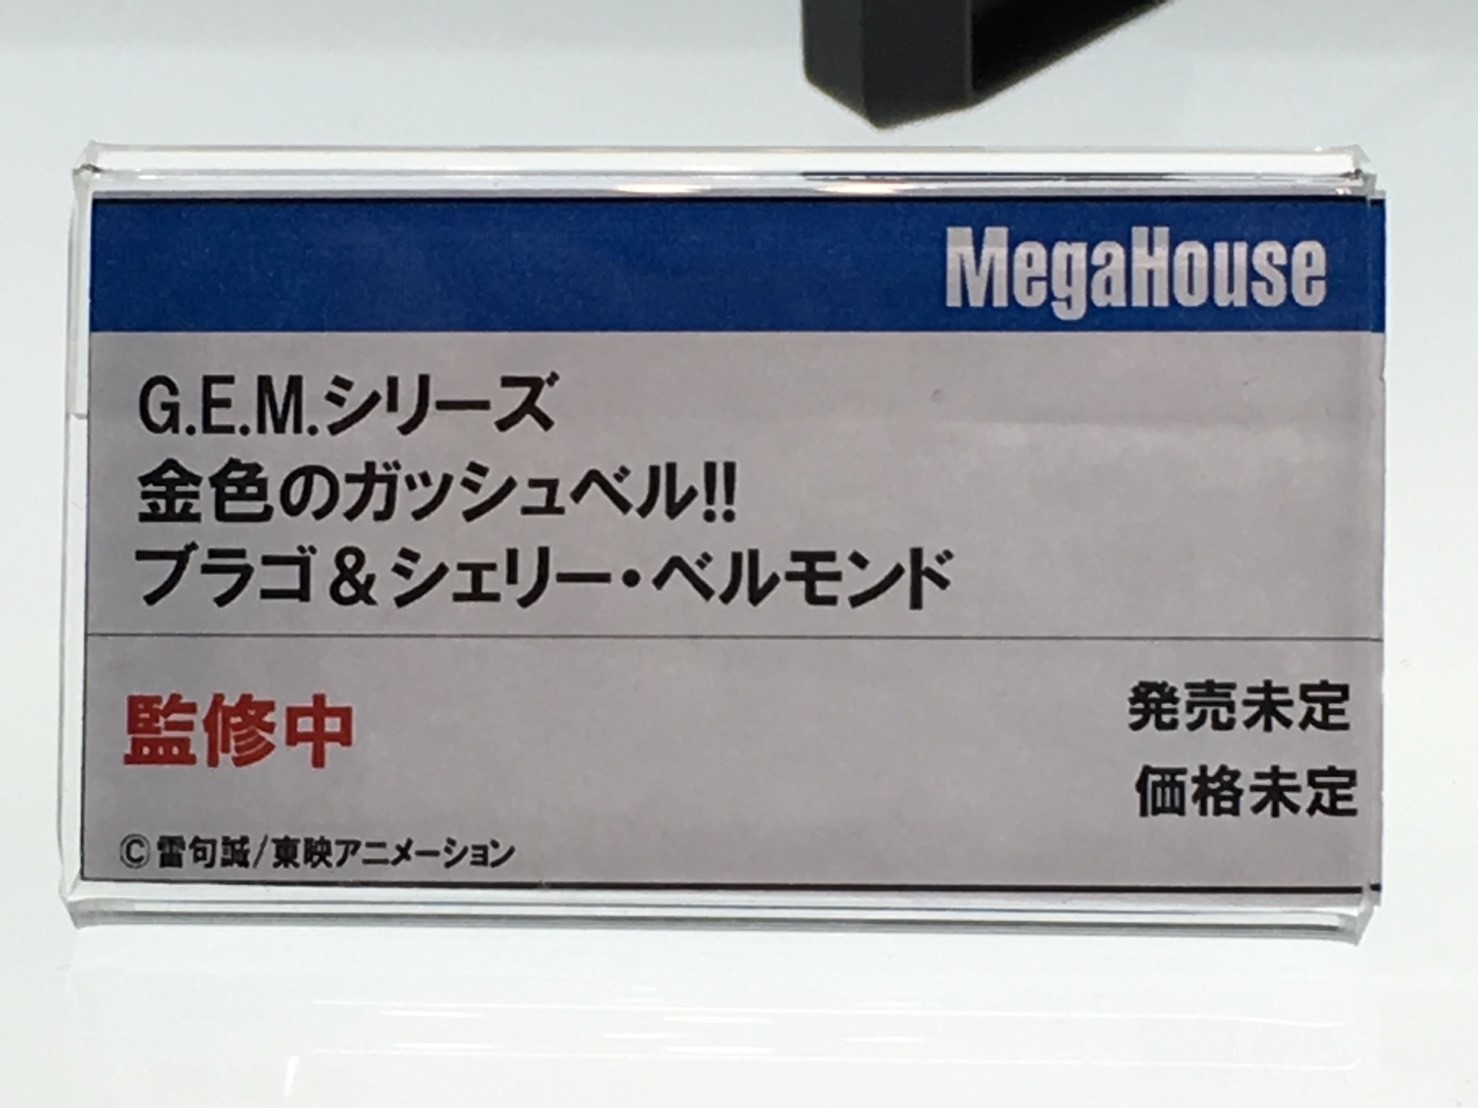 MegaHouse
G.E.M.シリーズ
金色のガッシュベル!!
ブラゴ&シェリー・ベルモンド
監修中
発売未定
価格未定
©雷句誠/東映アニメーション